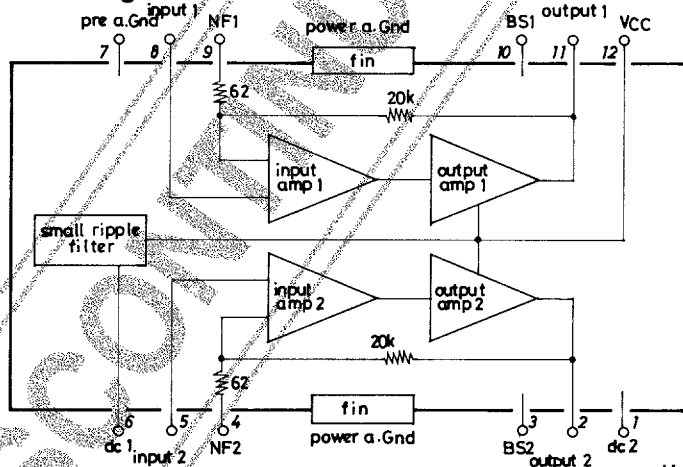 pre a.Gnd input 1 NF1 power a.Gnd BS1 output 1 VCC
7 8 9 fin 10 11 12
62 20k
input amp 1
output amp 1
small ripple filter
input amp 2
output amp 2
20k
62
6 5 4 fin 3 2 1
dc 1 input 2 NF2 power a.Gnd BS2 output 2 dc 2